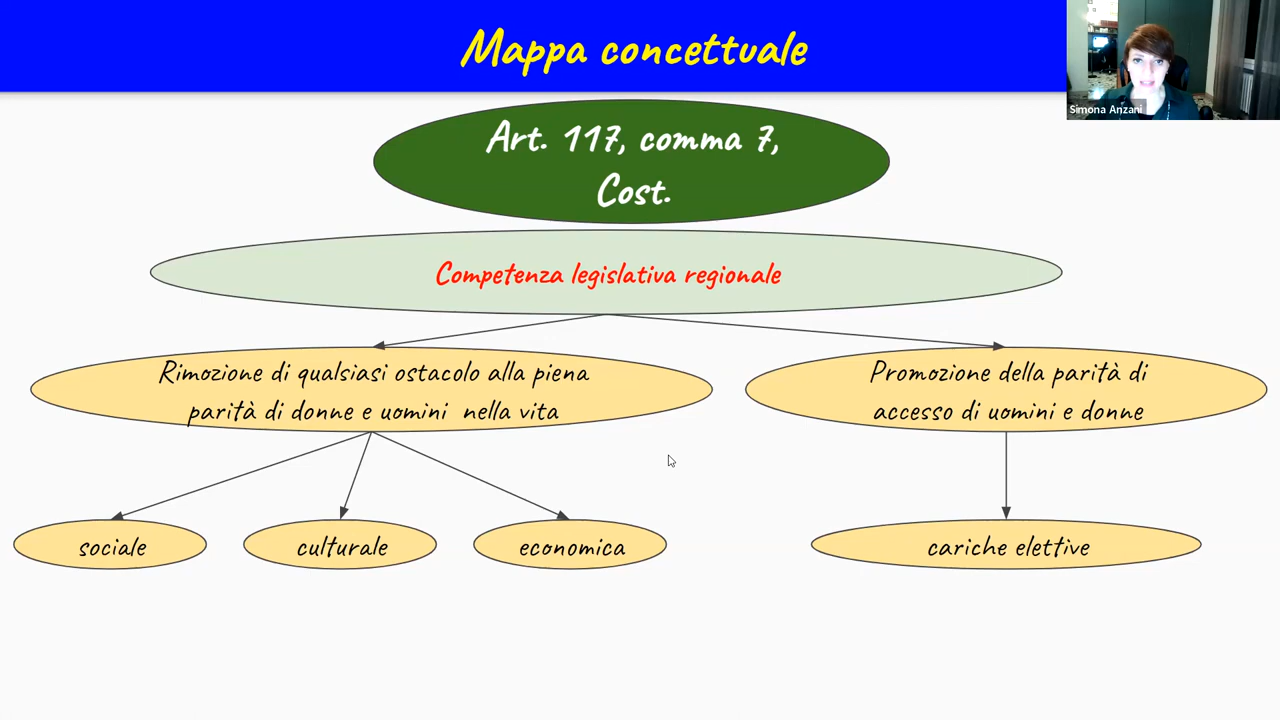 Mappa concettuale
Simona Anzani
Art. 117, comma 7,
Cost.
Competenza legislativa regionale
Rimozione di qualsiasi ostacolo alla piena
parità di donne e uomini nella vita
Promozione della parità di
accesso di uomini e donne
sociale
culturale
economica
cariche elettive